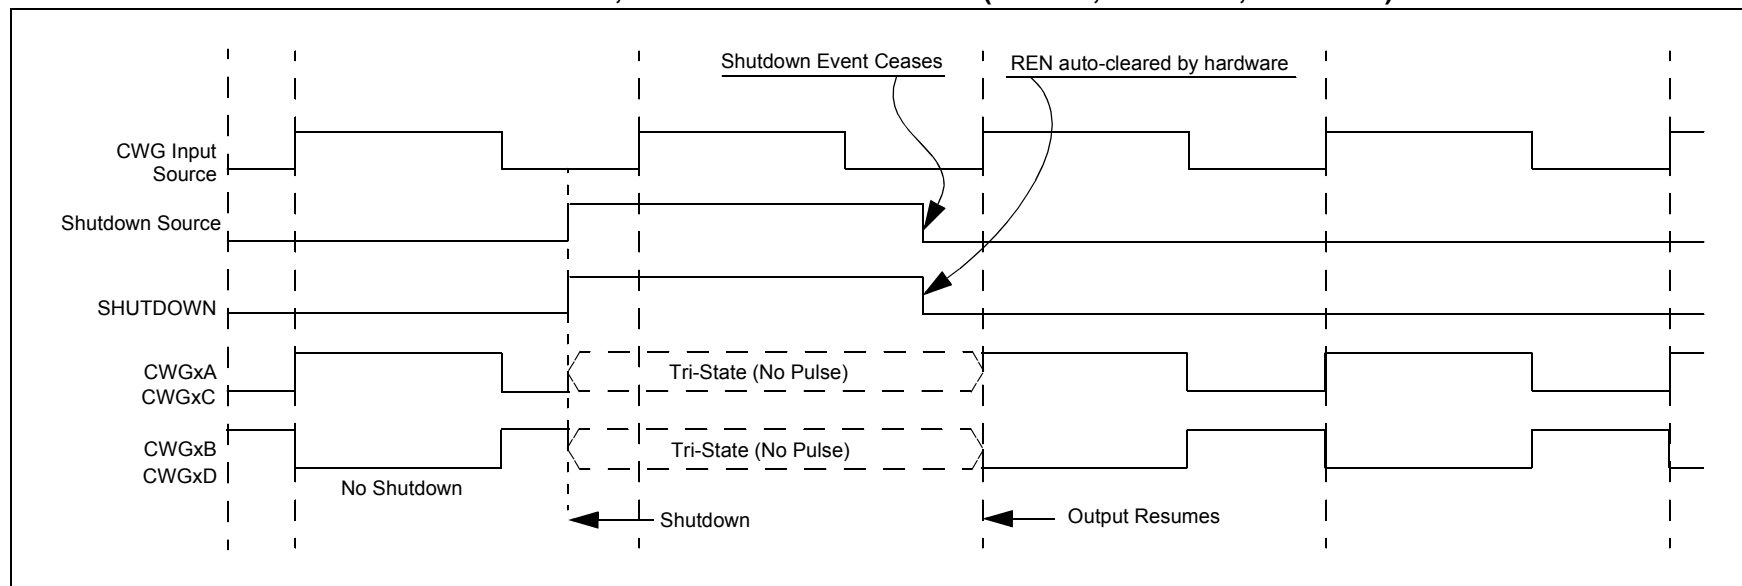 Shutdown Event Ceases
REN auto-cleared by hardware
CWG Input
Source
Shutdown Source
SHUTDOWN
CWGxA
CWGxC
Tri-State (No Pulse)
CWGxB
CWGxD
Tri-State (No Pulse)
No Shutdown
Shutdown
Output Resumes